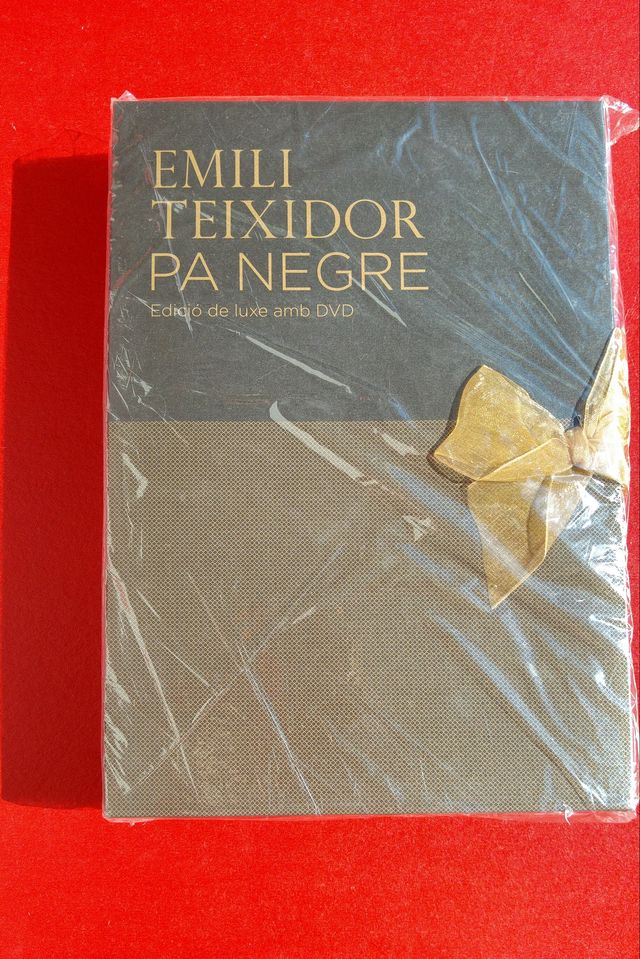 EMILI
TEIXIDOR
PA NEGRE
Edició de luxe amb DVD